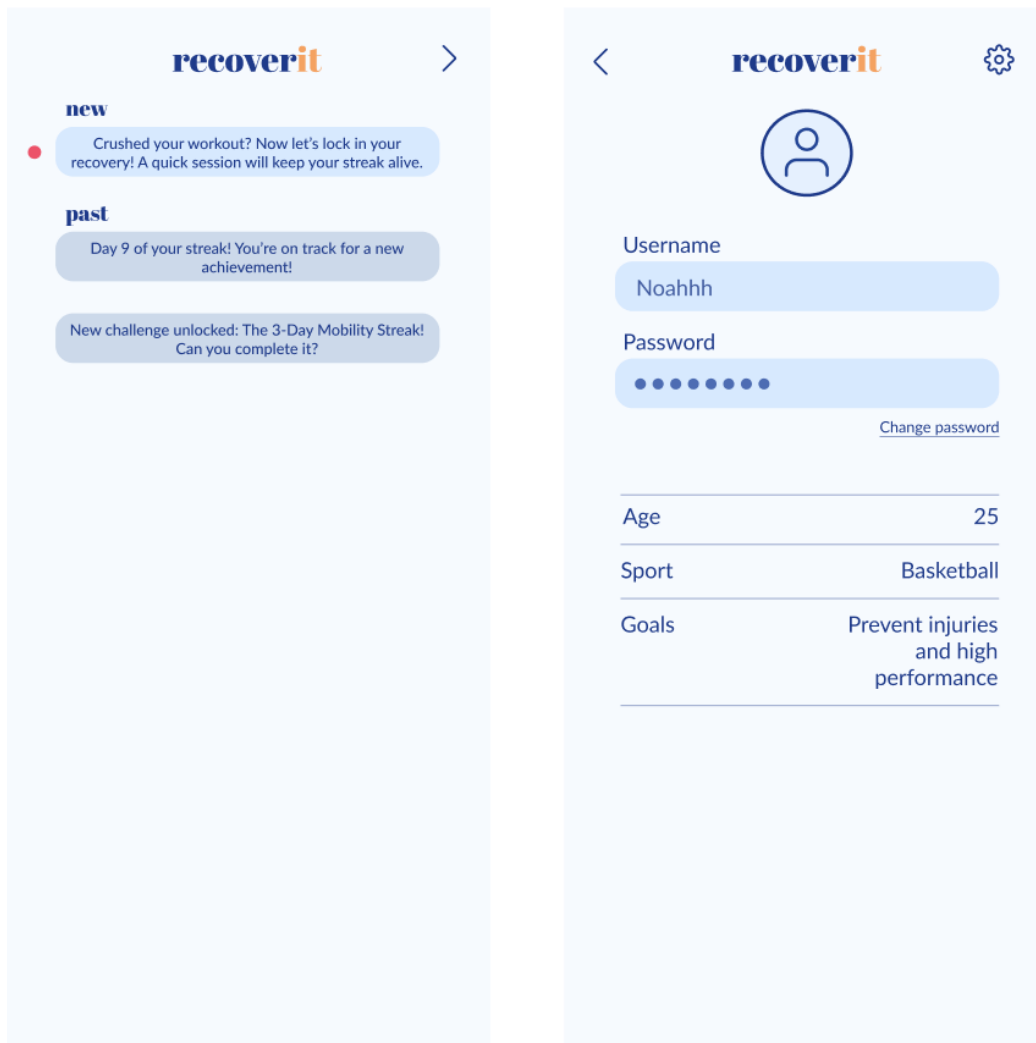 recoverit
new
Crushed your workout? Now let’s lock in your
recovery! A quick session will keep your streak alive.
past
Day 9 of your streak! You’re on track for a new
achievement!
New challenge unlocked: The 3-Day Mobility Streak!
Can you complete it?
recoverit
Username
Noahhh
Password
Change password
Age 25
Sport Basketball
Goals Prevent injuries
and high
performance